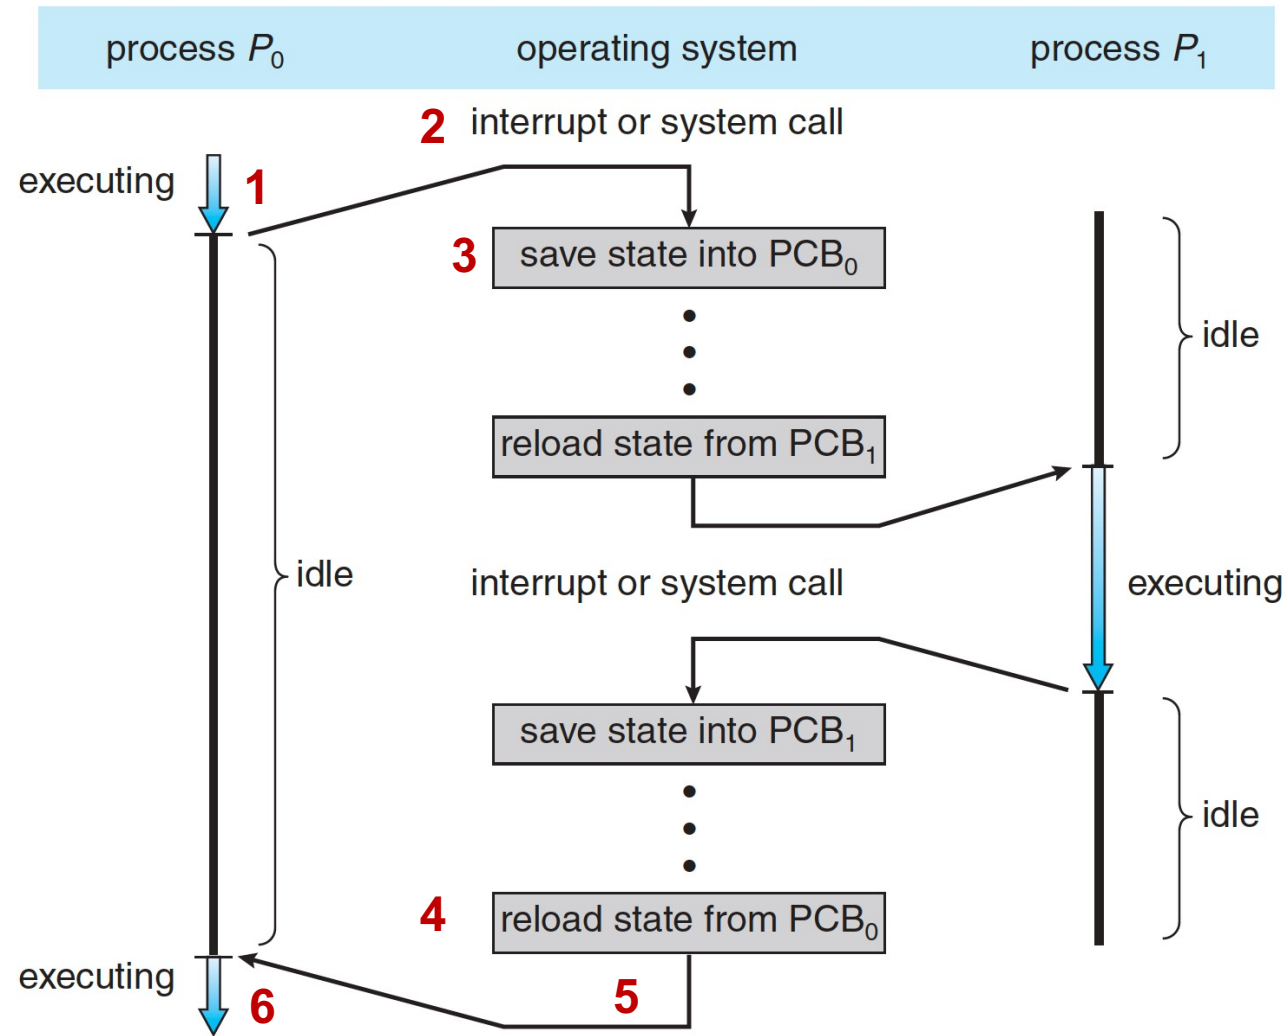 process P₀ operating system process P₁
2 interrupt or system call
executing 1
3 save state into PCB₀
idle
reload state from PCB₁
idle
interrupt or system call
executing
save state into PCB₁
idle
4 reload state from PCB₀
executing
6
5